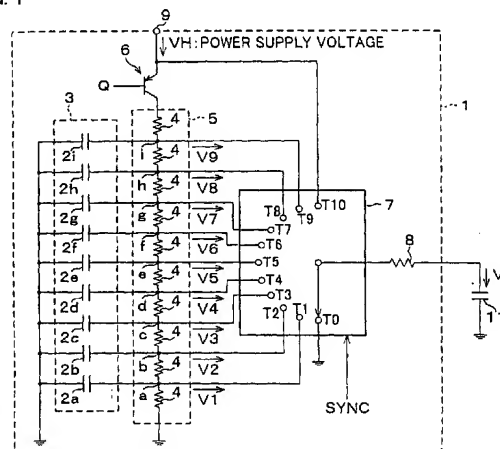 9
VH : POWER SUPPLY VOLTAGE
6
Q
1
3
4
5
2i
i
4
V9
2h
h
4
V8
2g
g
4
V7
2f
f
4
V6
2e
e
4
V5
2d
d
4
V4
2c
c
4
V3
2b
b
4
V2
2a
a
4
V1
T8
T9
T10
7
T7
T6
T5
T4
T3
T2
T1
T0
8
V
1
SYNC